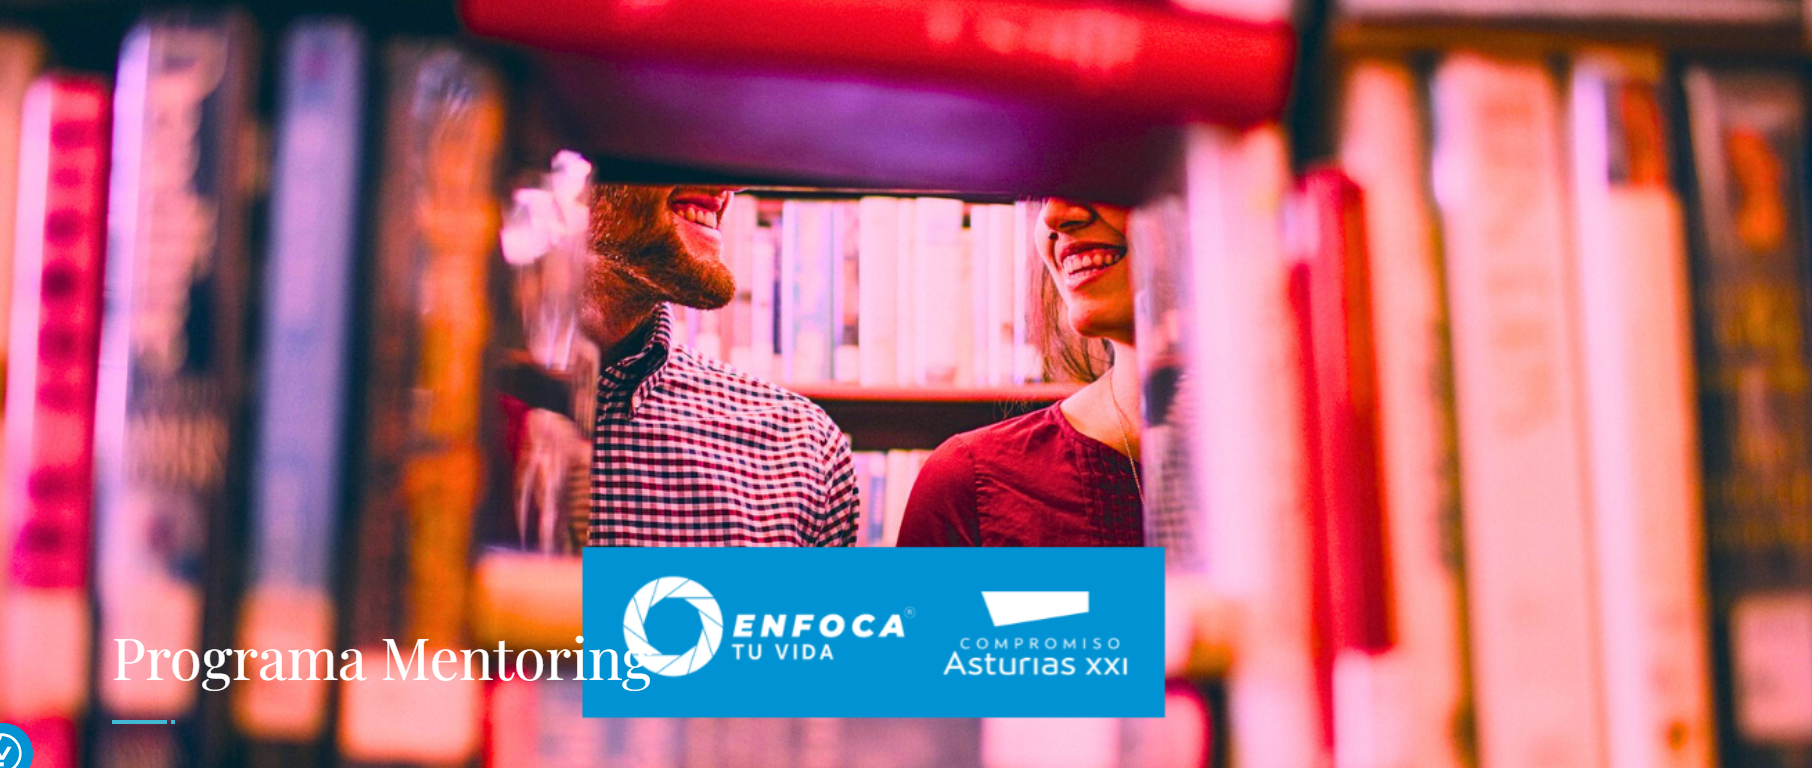 Programa Mentoring
ENFOCA®
TU VIDA
COMPROMISO
Asturias XXI